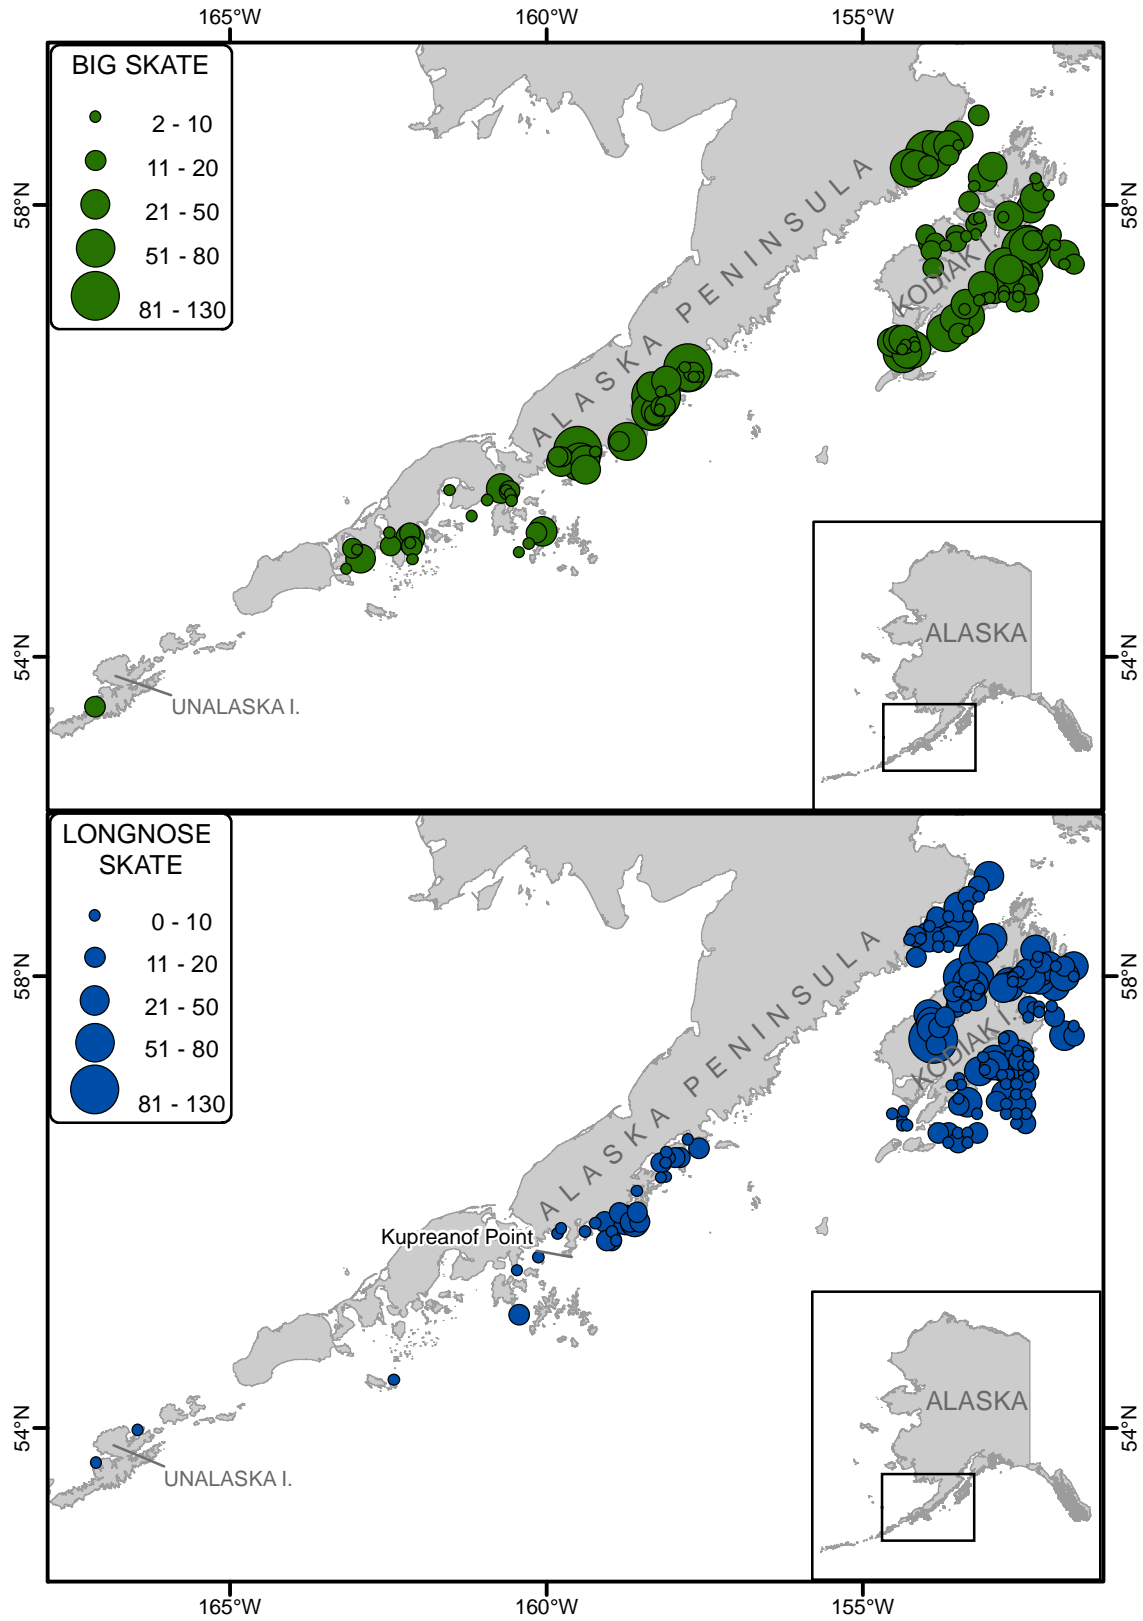 165°W 160°W 155°W
BIG SKATE
2 - 10
11 - 20
21 - 50
51 - 80
81 - 130
58°N
58°N
ALASKA PENINSULA
KODIAK I.
54°N
54°N
ALASKA
UNALASKA I.
LONGNOSE
SKATE
0 - 10
11 - 20
21 - 50
51 - 80
81 - 130
58°N
58°N
ALASKA PENINSULA
KODIAK I.
Kupreanof Point
54°N
54°N
ALASKA
UNALASKA I.
165°W 160°W 155°W